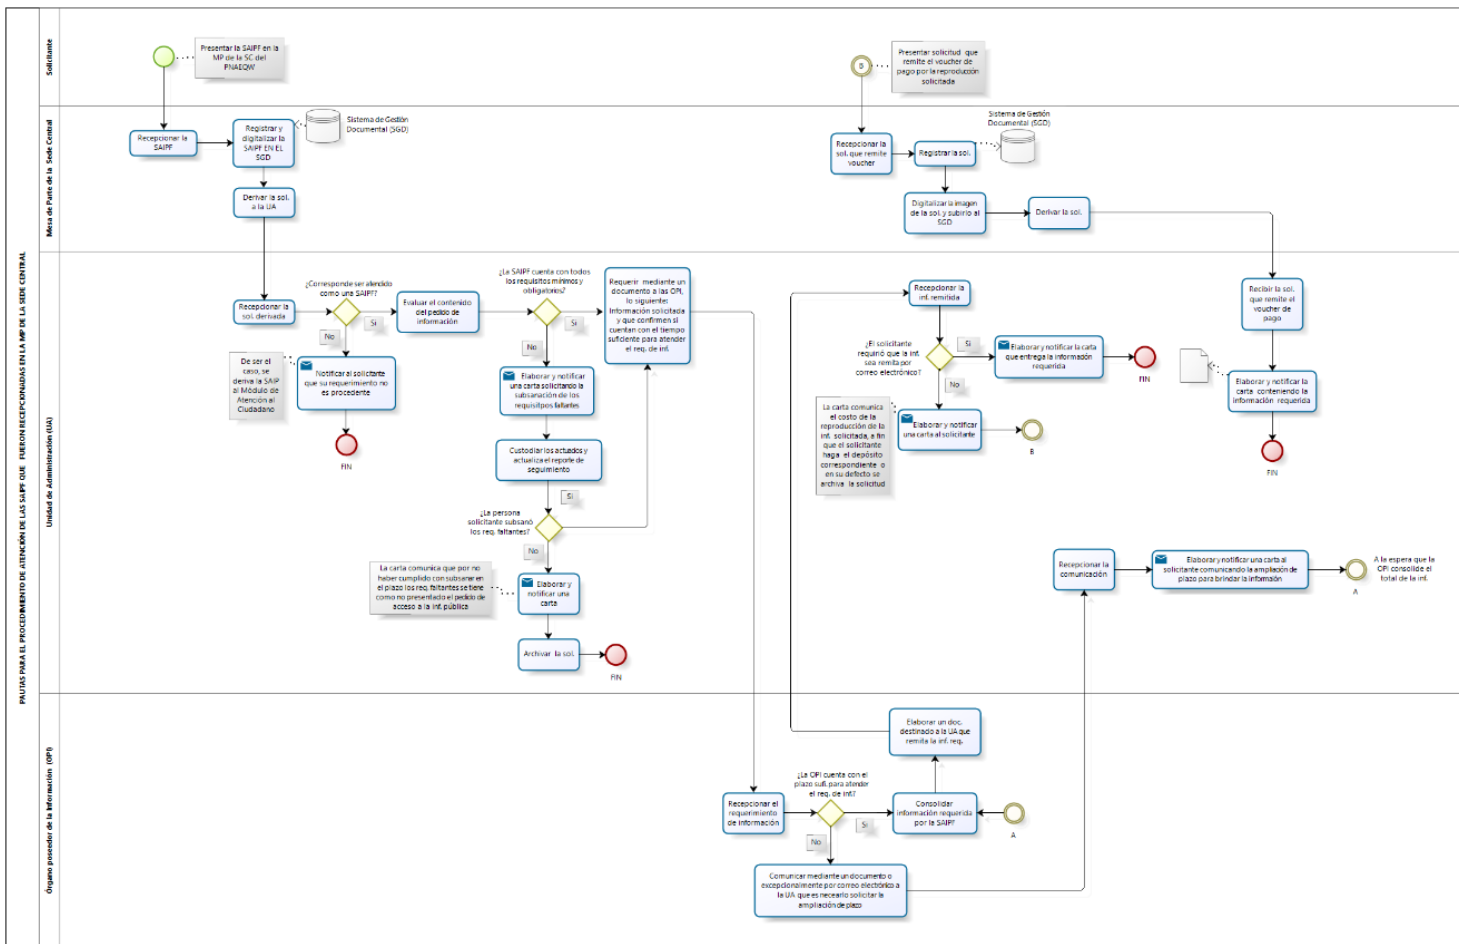 PAUTAS PARA EL PROCEDIMIENTO DE ATENCIÓN DE LAS SAIPF QUE FUERON RECEPCIONADAS EN LA MP DE LA SEDE CENTRAL
Solicitante
Presentar la SAIPF en la
MP de la SC del
PNAEQW
B
Presentar solicitud que
remite el voucher de
pago por la reproducción
solicitada
Mesa de Parte de la Sede Central
Recepcionar la
SAIPF
Registrar y
digitalizar la
SAIPF EN EL
SGD
Sistema de Gestión
Documental (SGD)
Derivar la sol.
a la UA
Recepcionar la
sol. que remite
voucher
Registrar la sol.
Sistema de Gestión
Documental (SGD)
Digitalizar la imagen
de la sol. y subirlo al
SGD
Derivar la sol.
Unidad de Administración (UA)
Recepcionar la
sol. derivada
¿Corresponde ser atendido
como una SAIPF?
Si
No
De ser el
caso, se
deriva la SAIP
al Módulo de
Atención al
Ciudadano
Notificar al solicitante
que su requerimiento no
es procedente
FIN
Evaluar el contenido
del pedido de
información
¿La SAIPF cuenta con todos
los requisitos mínimos y
obligatorios?
Si
No
Requerir mediante un
documento a las OPI,
lo siguiente:
Información solicitada
y que confirmen si
cuentan con el tiempo
suficiente para atender
el req. de inf.
Elaborar y notificar
una carta solicitando la
subsanación de los
requisitpos faltantes
Custodiar los actuados y
actualiza el reporte de
seguimiento
Si
¿La persona
solicitante subsanó
los req. faltantes?
No
La carta comunica que por no
haber cumplido con subsanar en
el plazo los req. faltantes se tiene
como no presentado el pedido de
acceso a la inf. pública
Elaborar y
notificar una
carta
Archivar la sol.
FIN
Recepcionar la
inf. remitida
¿El solicitante
requirió que la inf.
sea remita por
correo electrónico?
Si
No
Elaborar y notificar la carta
que entrega la información
requerida
FIN
La carta comunica
el costo de la
reproducción de la
inf. solicitada, a fin
que el solicitante
haga el depósito
correspondiente o
en su defecto se
archiva la solicitud
Elaborar y notificar
una carta al solicitante
B
Recibir la sol.
que remite el
voucher de
pago
Elaborar y notificar la
carta conteniendo la
información requerida
FIN
Recepcionar la
comunicación
Elaborar y notificar una carta al
solicitante comunicando la ampliación de
plazo para brindar la informaión
A
A la espera que la
OPI consolide el
total de la inf.
Órgano poseedor de la información (OPI)
Elaborar un doc.
destinado a la UA que
remita la inf. req.
¿La OPI cuenta con el
plazo sufi. para atender
el req. de inf.?
Recepcionar el
requerimiento
de información
Si
No
Consolidar
información requerida
por la SAIPF
A
Comunicar mediante un documento o
excepcionalmente por correo electrónico a
la UA que es necearlo solicitar la
ampliación de plazo